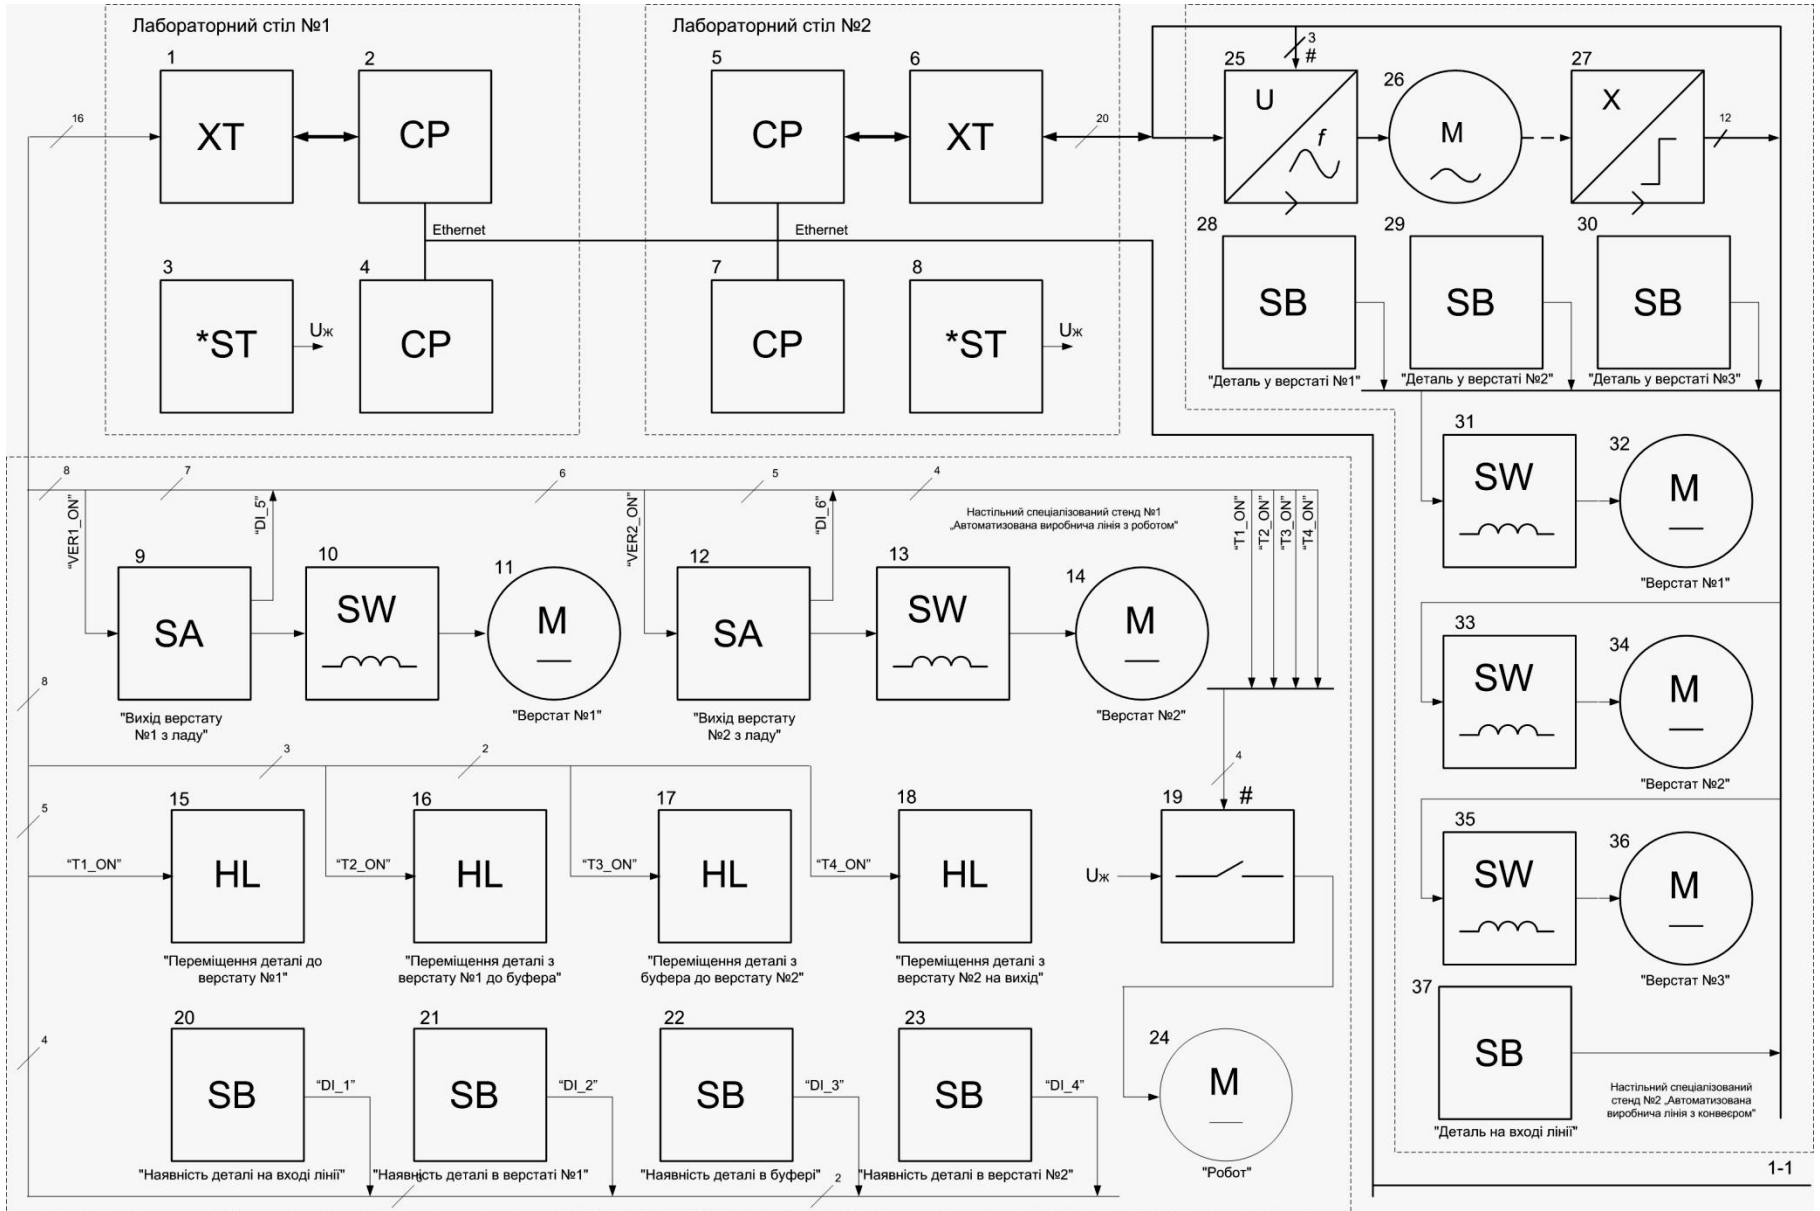 Лабораторний стіл №1
Лабораторний стіл №2
1
2
5
6
25
3
#
26
27
16
XT
CP
CP
XT
20
U
f
M
X
12
Ethernet
Ethernet
3
4
7
8
28
29
30
*ST
Uж
CP
CP
*ST
Uж
SB
SB
SB
"Деталь у верстаті №1"
"Деталь у верстаті №2"
"Деталь у верстаті №3"
31
32
SW
M
"Верстат №1"
8
7
6
5
4
"VER1_ON"
"DI_5"
"VER2_ON"
"DI_6"
Настільний спеціалізований стенд №1
„Автоматизована виробнича лінія з роботом"
"T1_ON"
"T2_ON"
"T3_ON"
"T4_ON"
9
10
11
12
13
14
SA
SW
M
SA
SW
M
"Вихід верстату
№1 з ладу"
"Верстат №1"
"Вихід верстату
№2 з ладу"
"Верстат №2"
33
34
SW
M
"Верстат №2"
8
3
2
4
5
15
16
17
18
19
#
"T1_ON"
HL
"T2_ON"
HL
"T3_ON"
HL
"T4_ON"
HL
Uж
"Переміщення деталі до
верстату №1"
"Переміщення деталі з
верстату №1 до буфера"
"Переміщення деталі з
буфера до верстату №2"
"Переміщення деталі з
верстату №2 на вихід"
35
36
SW
M
"Верстат №3"
4
20
21
22
23
24
SB
"DI_1"
SB
"DI_2"
SB
"DI_3"
SB
"DI_4"
M
"Наявність деталі на вході лінії"
"Наявність деталі в верстаті №1"
"Наявність деталі в буфері"
"Наявність деталі в верстаті №2"
"Робот"
2
37
SB
"Деталь на вході лінії"
Настільний спеціалізований
стенд №2 „Автоматизована
виробнича лінія з конвеєром"
1-1